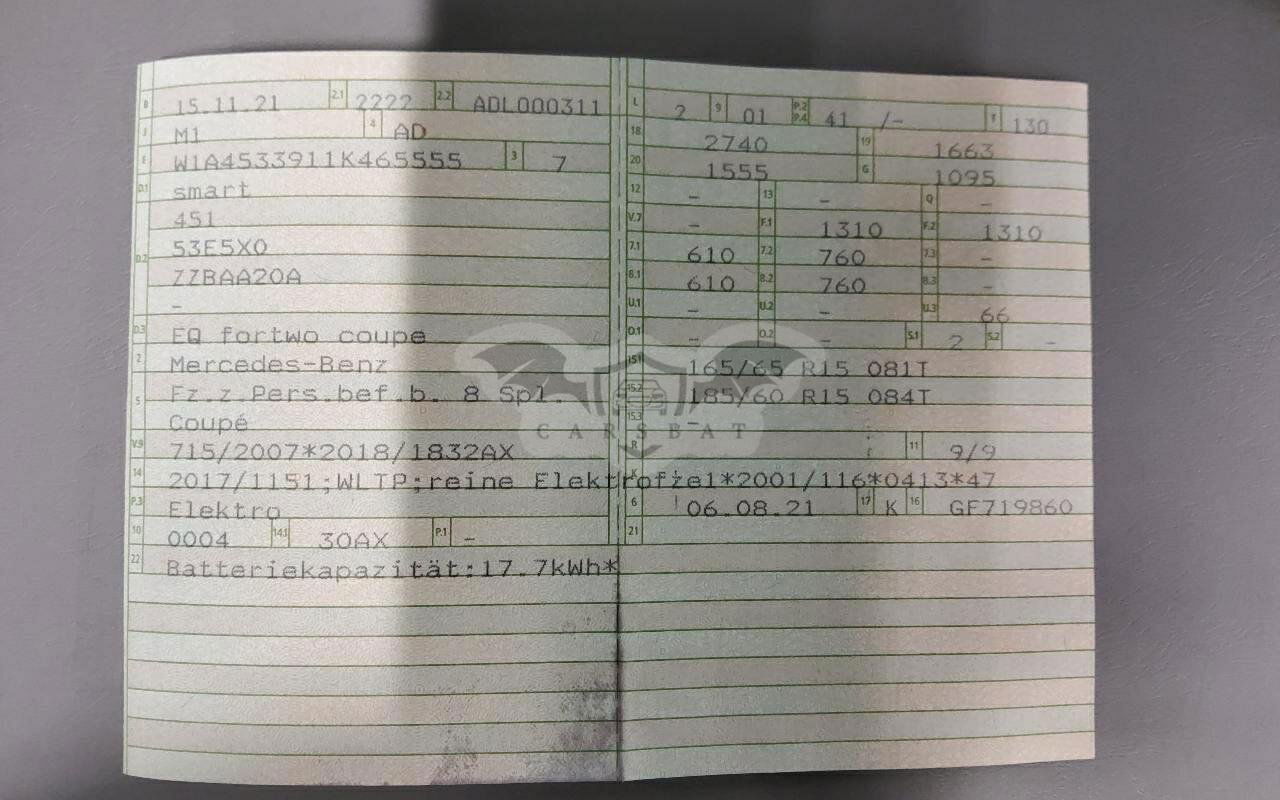 B 15.11.21 2.1 2222 2.2 ADL000311
J M1 4 AD
E W1A4533911K465555 3 7
D.1 smart
451
D.2 53E5X0
ZZBAA20A
-
D.3 EQ fortwo coupe
2 Mercedes-Benz
5 Fz.z.Pers.bef.b. 8 Spl.
Coupé
V.9 715/2007*2018/1832AX
14 2017/1151;WLTP;reine Elektrofz
P.3 Elektro
10 0004 14.1 30AX P.1 -
22 Batteriekapazität:17.7kWh*
L 2 9 01 P.2 P.4 41 /- T 130
18 2740 19 1663
20 1555 G 1095
12 - 13 - Q -
V.7 - F.1 1310 F.2 1310
7.1 610 7.2 760 7.3 -
8.1 610 8.2 760 8.3 -
U.1 - U.2 - U.3 66
O.1 - O.2 - S.1 2 S.2 -
15.1 165/65 R15 081T
15.2 185/60 R15 084T
15.3 -
R 11 9/9
K e1*2001/116*0413*47
6 06.08.21 17 K 16 GF719860
21
CARSBAT